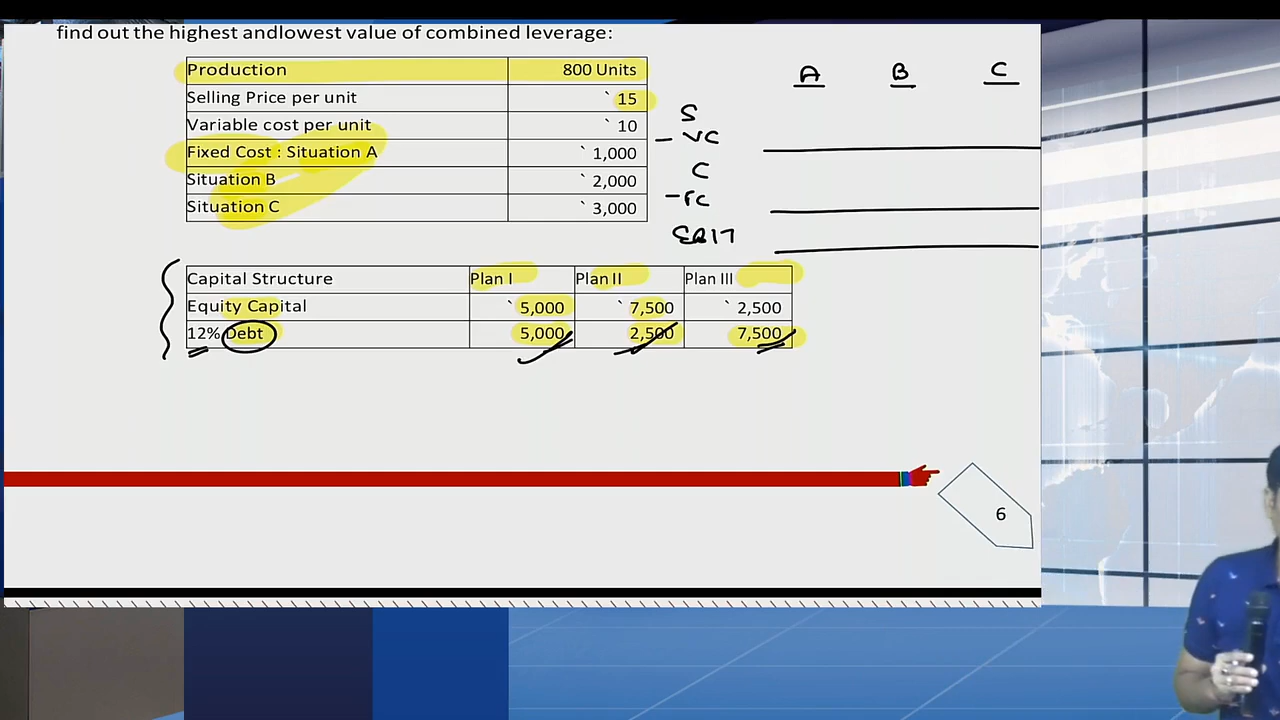 find out the highest andlowest value of combined leverage:
Production 800 Units
Selling Price per unit ` 15
Variable cost per unit ` 10
Fixed Cost : Situation A ` 1,000
Situation B ` 2,000
Situation C ` 3,000
A B C
S
- VC
C
- FC
EBIT
Capital Structure Plan I Plan II Plan III
Equity Capital ` 5,000 ` 7,500 ` 2,500
12% Debt 5,000 2,500 7,500
6